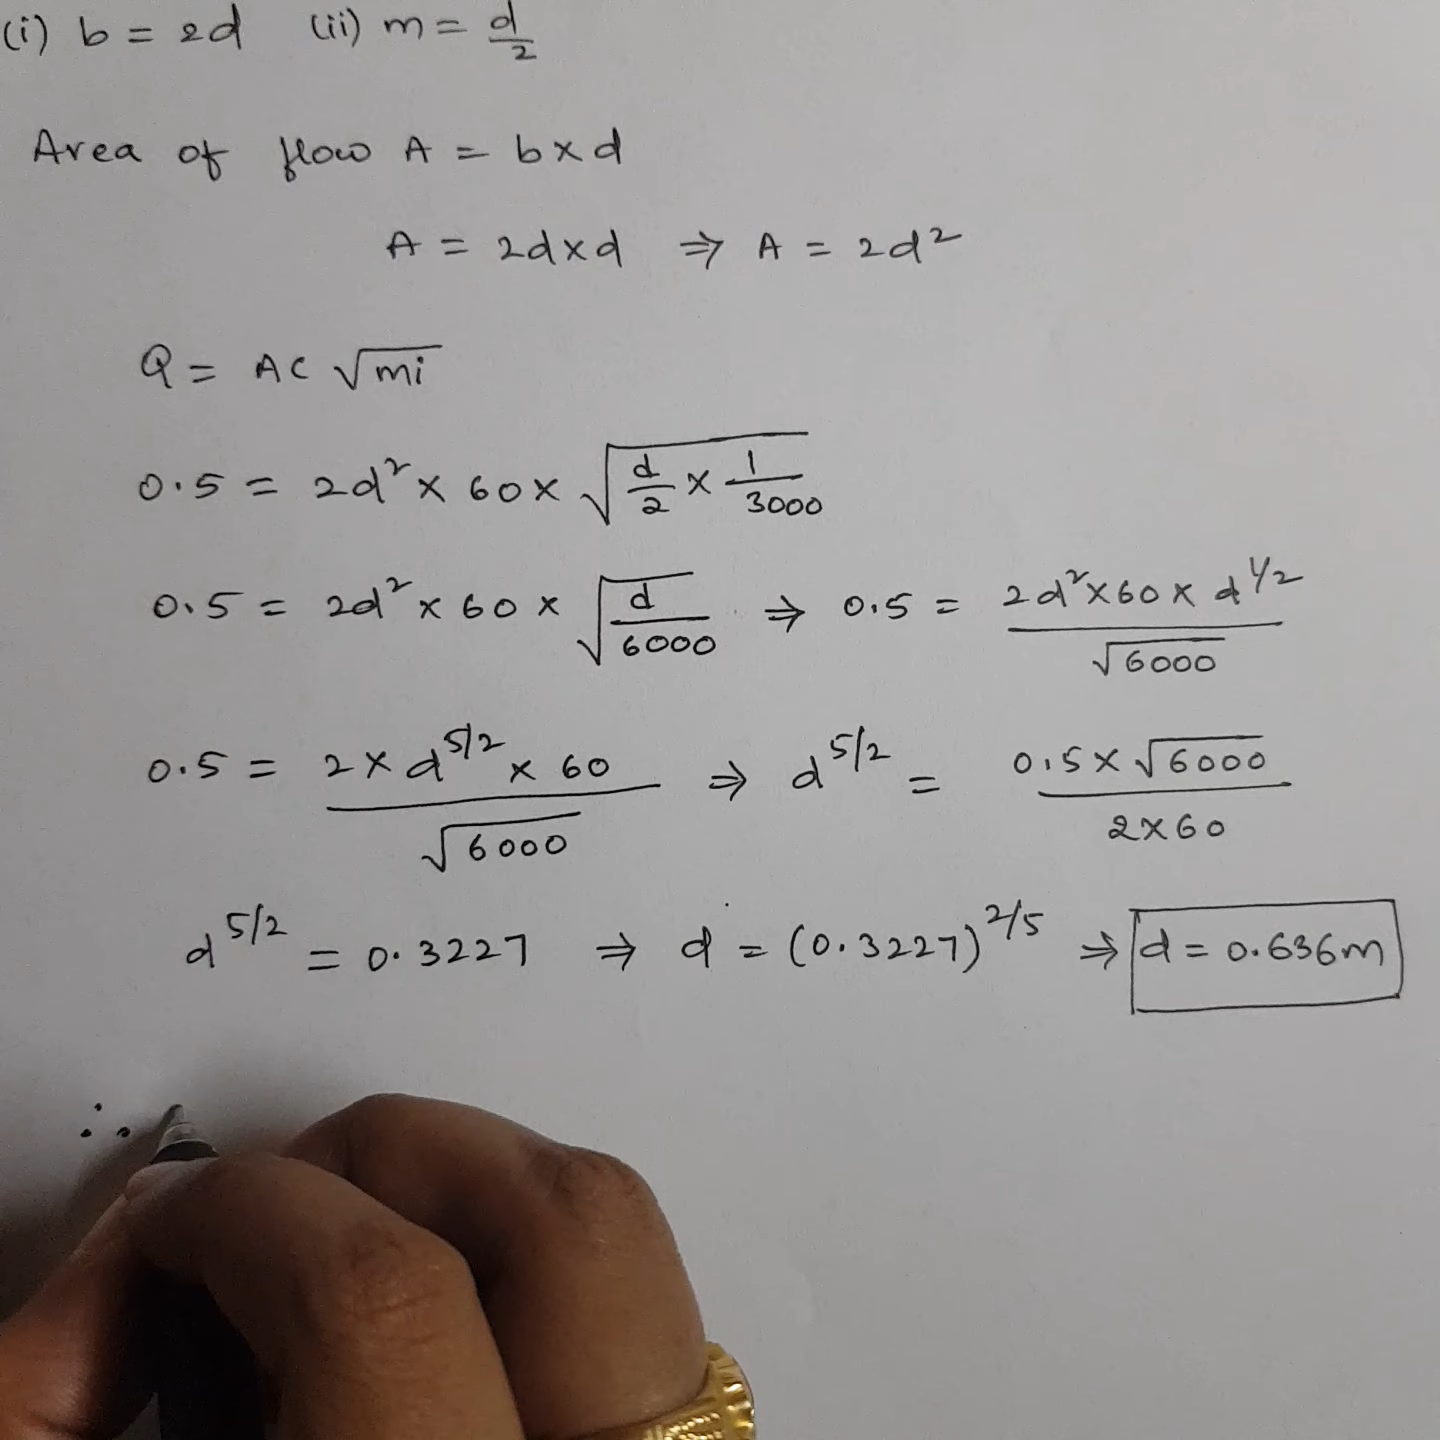 (i) b = 2d (ii) m = d/2
Area of flow A = b x d
A = 2d x d ⇒ A = 2d²
Q = AC √mi
0.5 = 2d² x 60 x √(d/2 x 1/3000)
0.5 = 2d² x 60 x √(d/6000) ⇒ 0.5 = (2d² x 60 x d^1/2)/√6000
0.5 = (2 x d^5/2 x 60)/√6000 ⇒ d^5/2 = (0.5 x √6000)/(2 x 60)
d^5/2 = 0.3227 ⇒ d = (0.3227)^2/5 ⇒ d = 0.636m
∴